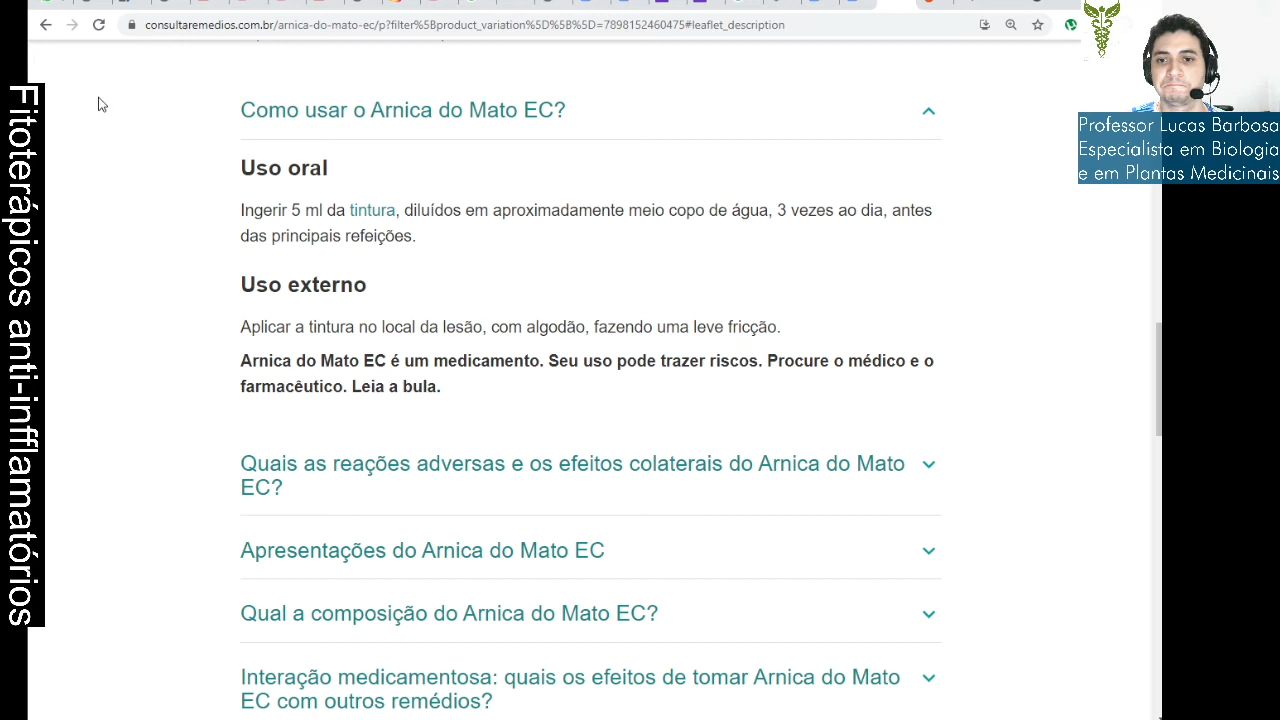 consultaremedios.com.br/arnica-do-mato-ec/p?filter%5Bproduct_variation%5D%5B%5D=7898152460475#leaflet_description
Professor Lucas Barbosa
Especialista em Biologia
e em Plantas Medicinais
Fitoterápicos anti-infflamatórios
Como usar o Arnica do Mato EC?
Uso oral
Ingerir 5 ml da tintura, diluídos em aproximadamente meio copo de água, 3 vezes ao dia, antes
das principais refeições.
Uso externo
Aplicar a tintura no local da lesão, com algodão, fazendo uma leve fricção.
Arnica do Mato EC é um medicamento. Seu uso pode trazer riscos. Procure o médico e o
farmacêutico. Leia a bula.
Quais as reações adversas e os efeitos colaterais do Arnica do Mato
EC?
Apresentações do Arnica do Mato EC
Qual a composição do Arnica do Mato EC?
Interação medicamentosa: quais os efeitos de tomar Arnica do Mato
EC com outros remédios?